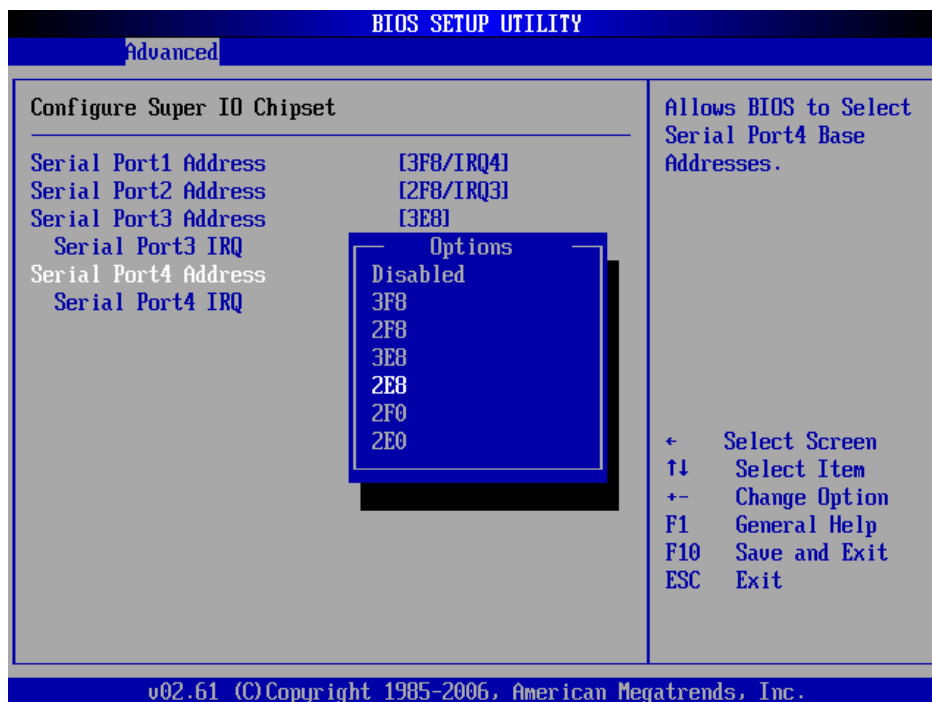 BIOS SETUP UTILITY
Advanced
Configure Super IO Chipset
Serial Port1 Address [3F8/IRQ4]
Serial Port2 Address [2F8/IRQ3]
Serial Port3 Address [3E8]
Serial Port3 IRQ
Serial Port4 Address
Serial Port4 IRQ
Options
Disabled
3F8
2F8
3E8
2E8
2F0
2E0
Allows BIOS to Select
Serial Port4 Base
Addresses.
← Select Screen
↑↓ Select Item
+- Change Option
F1 General Help
F10 Save and Exit
ESC Exit
v02.61 (C)Copyright 1985-2006, American Megatrends, Inc.